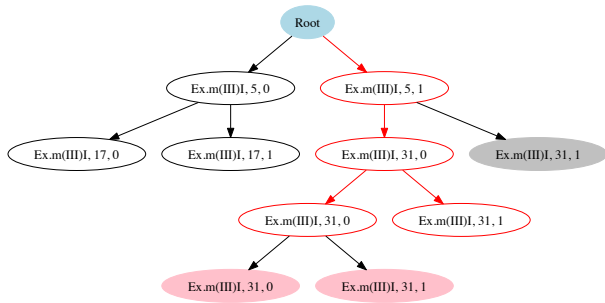 Root
Ex.m(III)I, 5, 0
Ex.m(III)I, 5, 1
Ex.m(III)I, 17, 0
Ex.m(III)I, 17, 1
Ex.m(III)I, 31, 0
Ex.m(III)I, 31, 1
Ex.m(III)I, 31, 0
Ex.m(III)I, 31, 1
Ex.m(III)I, 31, 0
Ex.m(III)I, 31, 1